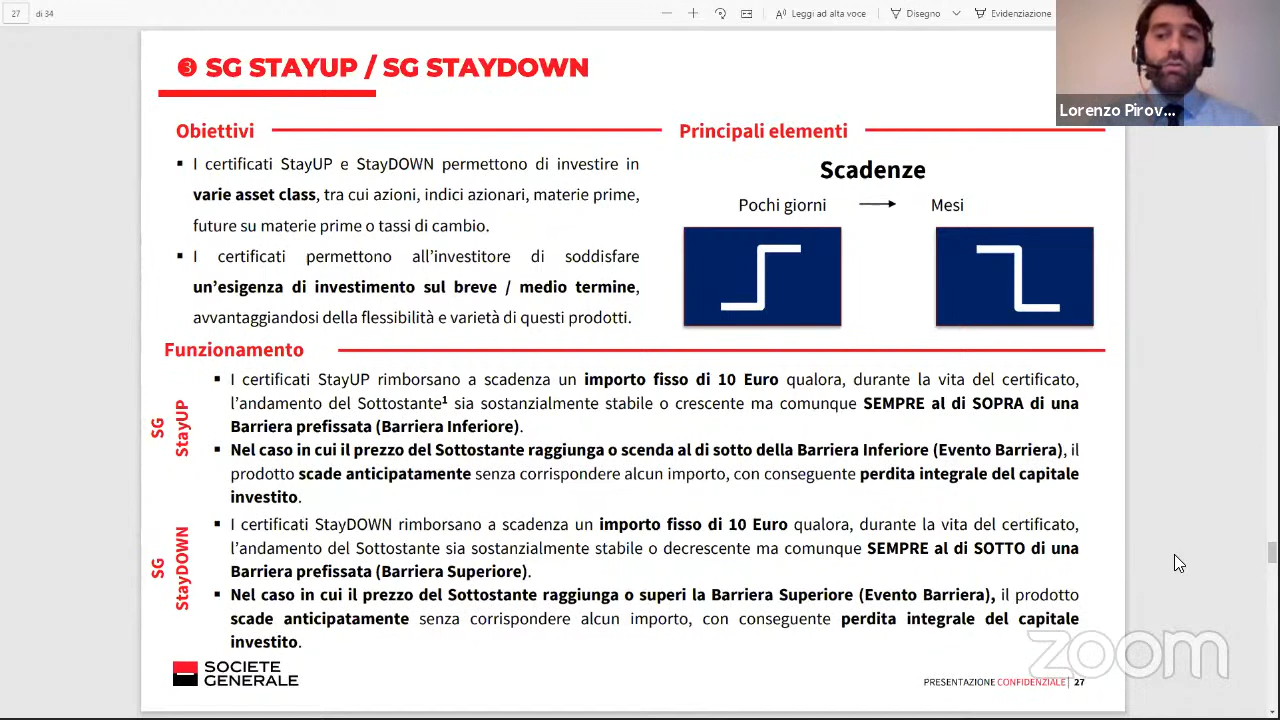 27 di 34
Leggi ad alta voce
Disegno
Evidenziazione
Lorenzo Pirov...
❸ SG STAYUP / SG STAYDOWN
Obiettivi
▪ I certificati StayUP e StayDOWN permettono di investire in
varie asset class, tra cui azioni, indici azionari, materie prime,
future su materie prime o tassi di cambio.
▪ I certificati permettono all’investitore di soddisfare
un’esigenza di investimento sul breve / medio termine,
avvantaggiandosi della flessibilità e varietà di questi prodotti.
Principali elementi
Scadenze
Pochi giorni → Mesi
Funzionamento
SG
StayUP
▪ I certificati StayUP rimborsano a scadenza un importo fisso di 10 Euro qualora, durante la vita del certificato,
l’andamento del Sottostante¹ sia sostanzialmente stabile o crescente ma comunque SEMPRE al di SOPRA di una
Barriera prefissata (Barriera Inferiore).
▪ Nel caso in cui il prezzo del Sottostante raggiunga o scenda al di sotto della Barriera Inferiore (Evento Barriera), il
prodotto scade anticipatamente senza corrispondere alcun importo, con conseguente perdita integrale del capitale
investito.
SG
StayDOWN
▪ I certificati StayDOWN rimborsano a scadenza un importo fisso di 10 Euro qualora, durante la vita del certificato,
l’andamento del Sottostante sia sostanzialmente stabile o decrescente ma comunque SEMPRE al di SOTTO di una
Barriera prefissata (Barriera Superiore).
▪ Nel caso in cui il prezzo del Sottostante raggiunga o superi la Barriera Superiore (Evento Barriera), il prodotto
scade anticipatamente senza corrispondere alcun importo, con conseguente perdita integrale del capitale
investito.
SOCIETE
GENERALE
PRESENTAZIONE CONFIDENZIALE| 27
zoom